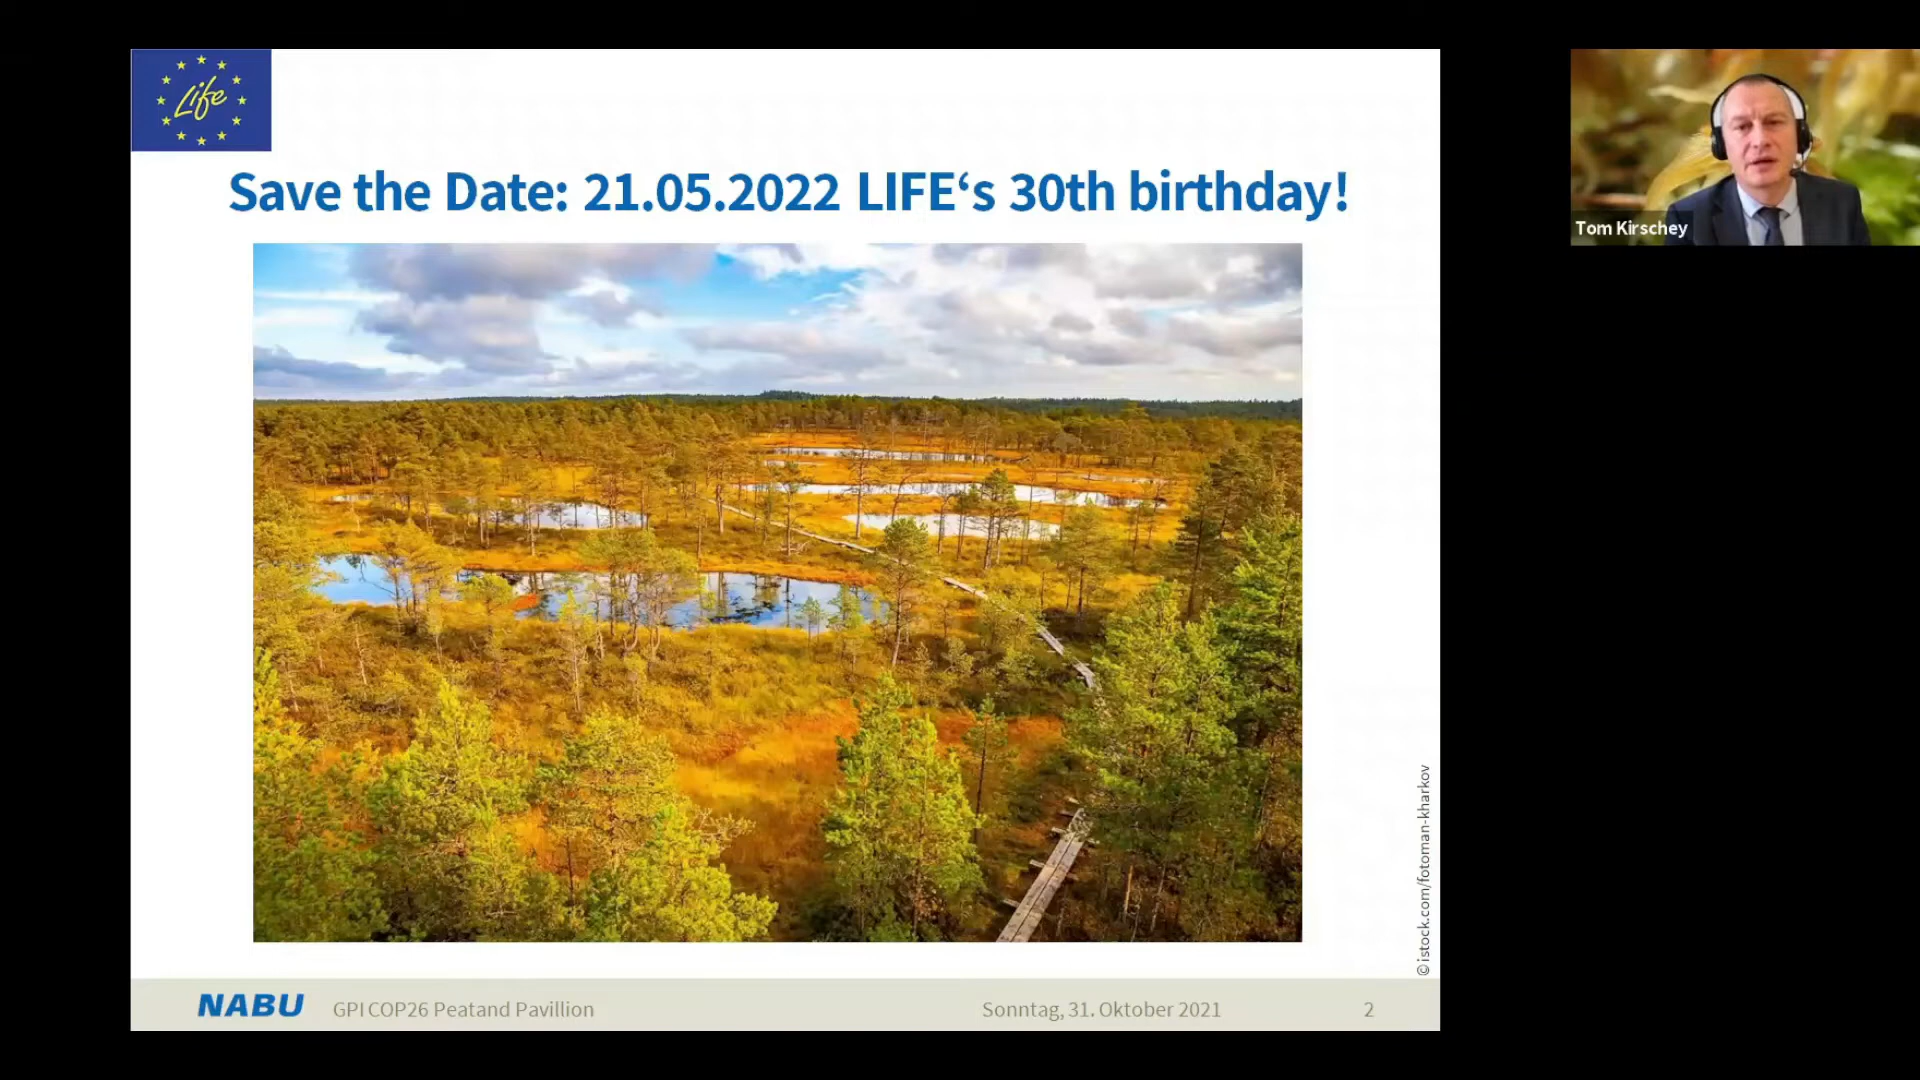 Life
Save the Date: 21.05.2022 LIFE‘s 30th birthday!
Tom Kirschey
©istock.com/fotoman-kharkov
NABU GPI COP26 Peatand Pavillion Sonntag, 31. Oktober 2021 2